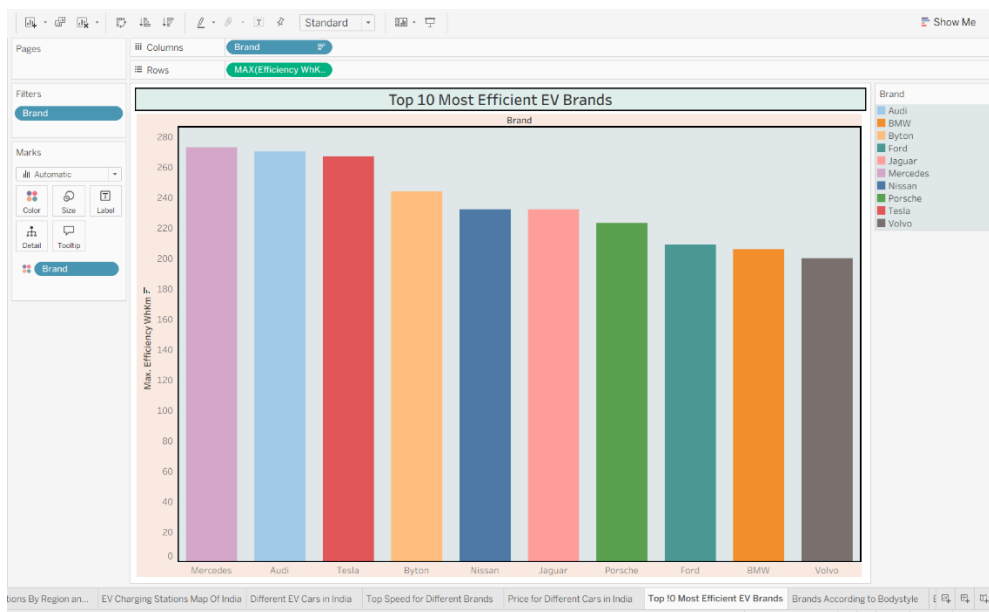 Standard
Show Me
Pages
iii Columns
Brand
Rows
MAX(Efficiency WhK..
Filters
Brand
Marks
Automatic
Color
Size
Label
Detail
Tooltip
Brand
Top 10 Most Efficient EV Brands
Brand
Max. Efficiency WhKm
280
260
240
220
200
180
160
140
120
100
80
60
40
20
0
Mercedes
Audi
Tesla
Byton
Nissan
Jaguar
Porsche
Ford
BMW
Volvo
Brand
Audi
BMW
Byton
Ford
Jaguar
Mercedes
Nissan
Porsche
Tesla
Volvo
tions By Region an...
EV Charging Stations Map Of India
Different EV Cars in India
Top Speed for Different Brands
Price for Different Cars in India
Top !0 Most Efficient EV Brands
Brands According to Bodystyle